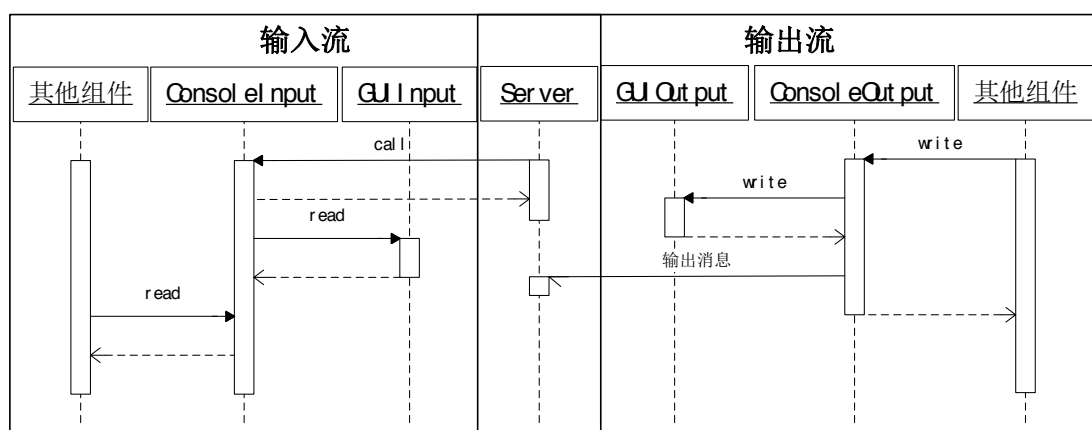 输入流
输出流
其他组件
ConsoleInput
GUIInput
Server
GUIOutput
ConsoleOutput
其他组件
call
write
write
read
输出消息
read